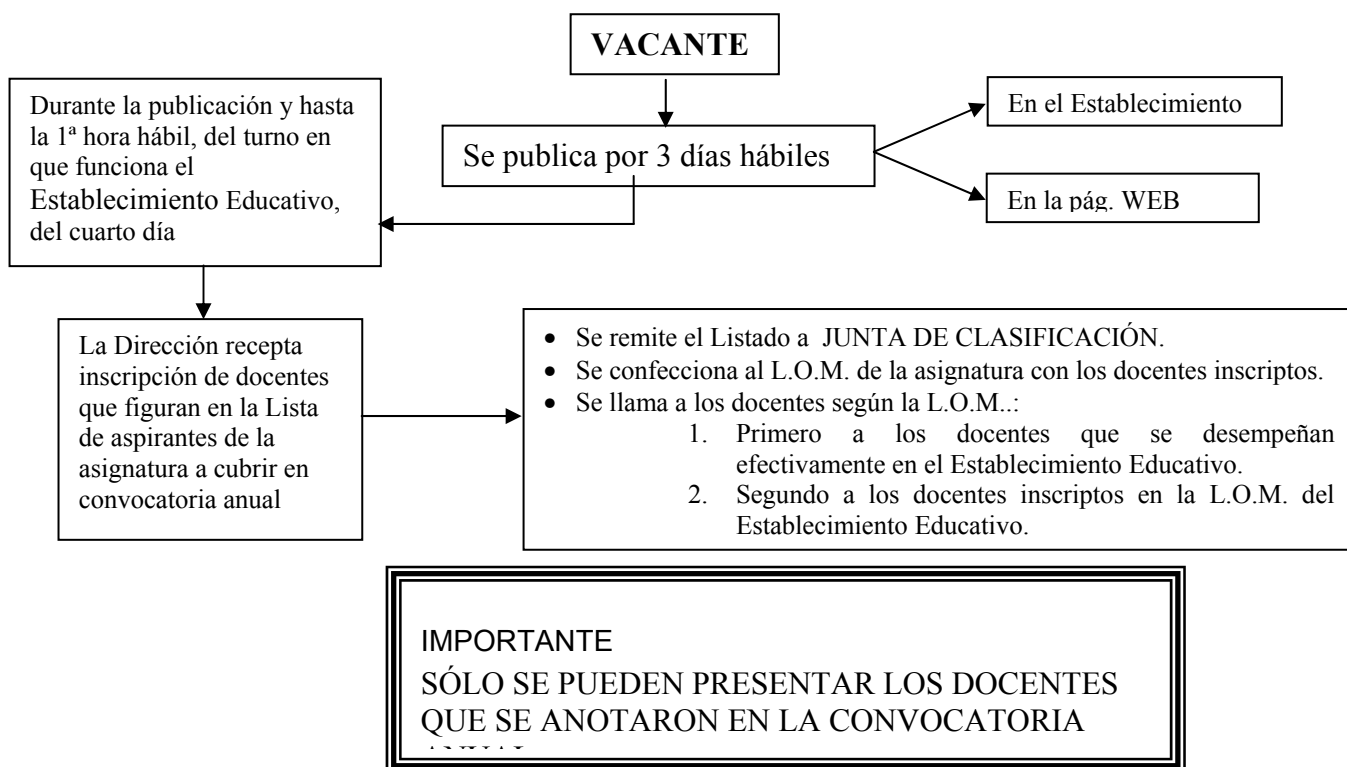 VACANTE
Se publica por 3 días hábiles
En el Establecimiento
En la pág. WEB
Durante la publicación y hasta
la 1ª hora hábil, del turno en
que funciona el
Establecimiento Educativo,
del cuarto día
La Dirección recepta
inscripción de docentes
que figuran en la Lista
de aspirantes de la
asignatura a cubrir en
convocatoria anual
• Se remite el Listado a JUNTA DE CLASIFICACIÓN.
• Se confecciona al L.O.M. de la asignatura con los docentes inscriptos.
• Se llama a los docentes según la L.O.M..:
1. Primero a los docentes que se desempeñan
efectivamente en el Establecimiento Educativo.
2. Segundo a los docentes inscriptos en la L.O.M. del
Establecimiento Educativo.
IMPORTANTE
SÓLO SE PUEDEN PRESENTAR LOS DOCENTES
QUE SE ANOTARON EN LA CONVOCATORIA